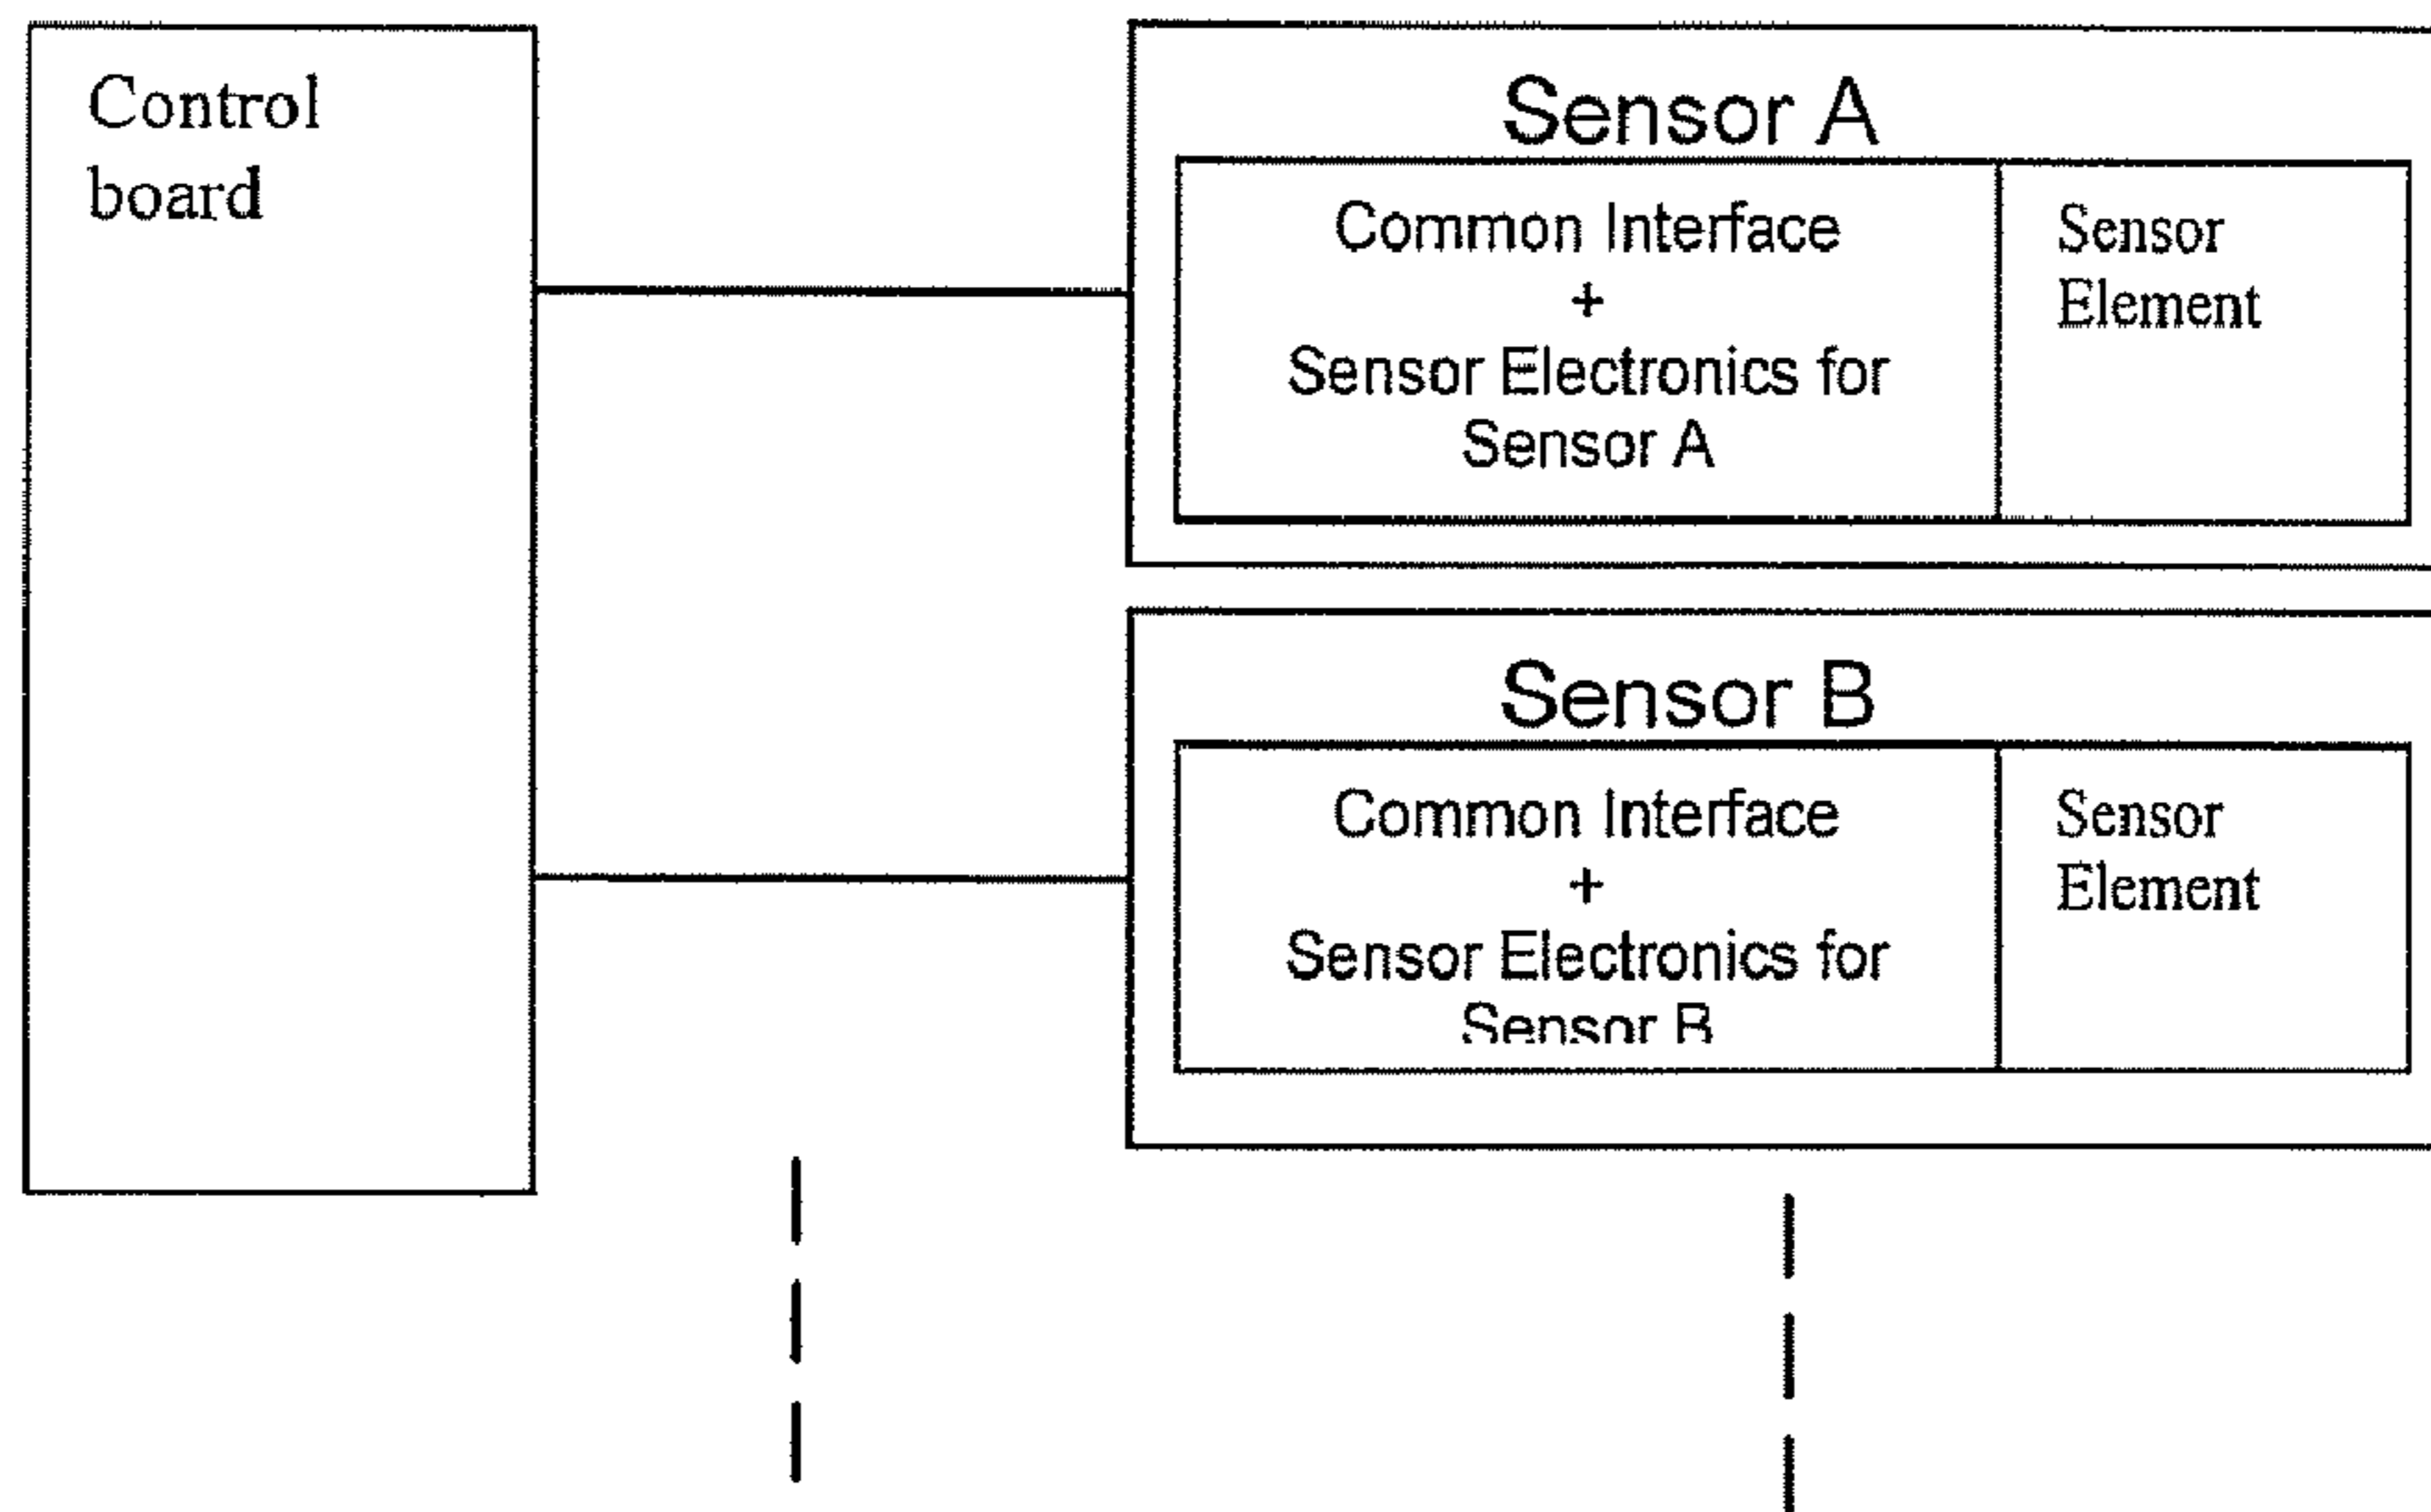 Control
board
Sensor A
Common Interface
+
Sensor Electronics for
Sensor A
Sensor
Element
Sensor B
Common Interface
+
Sensor Electronics for
Sensor B
Sensor
Element